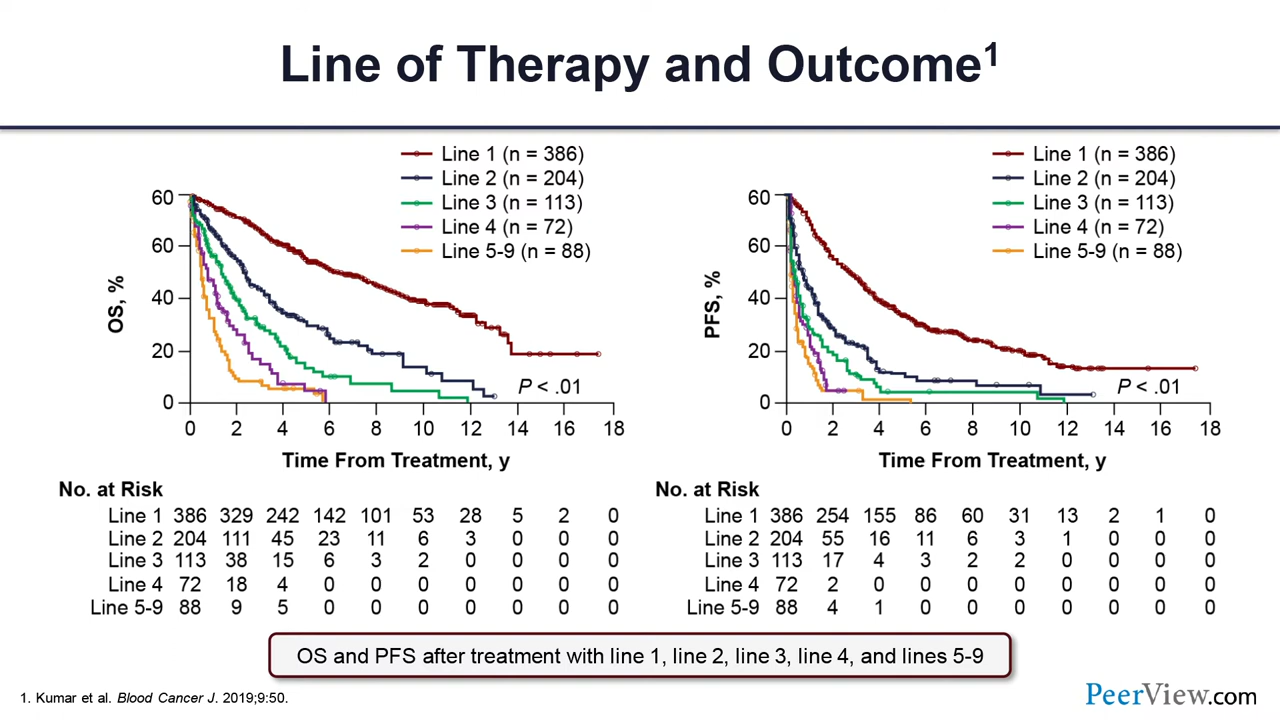 Line of Therapy and Outcome1
Line 1 (n = 386)
Line 2 (n = 204)
Line 3 (n = 113)
Line 4 (n = 72)
Line 5-9 (n = 88)
OS, %
60
60
40
20
0
P < .01
0 2 4 6 8 10 12 14 16 18
Time From Treatment, y
No. at Risk
Line 1 386 329 242 142 101 53 28 5 2 0
Line 2 204 111 45 23 11 6 3 0 0 0
Line 3 113 38 15 6 3 2 0 0 0 0
Line 4 72 18 4 0 0 0 0 0 0 0
Line 5-9 88 9 5 0 0 0 0 0 0 0
Line 1 (n = 386)
Line 2 (n = 204)
Line 3 (n = 113)
Line 4 (n = 72)
Line 5-9 (n = 88)
PFS, %
60
60
40
20
0
P < .01
0 2 4 6 8 10 12 14 16 18
Time From Treatment, y
No. at Risk
Line 1 386 254 155 86 60 31 13 2 1 0
Line 2 204 55 16 11 6 3 1 0 0 0
Line 3 113 17 4 3 2 2 0 0 0 0
Line 4 72 2 0 0 0 0 0 0 0 0
Line 5-9 88 4 1 0 0 0 0 0 0 0
OS and PFS after treatment with line 1, line 2, line 3, line 4, and lines 5-9
1. Kumar et al. Blood Cancer J. 2019;9:50.
PeerView.com